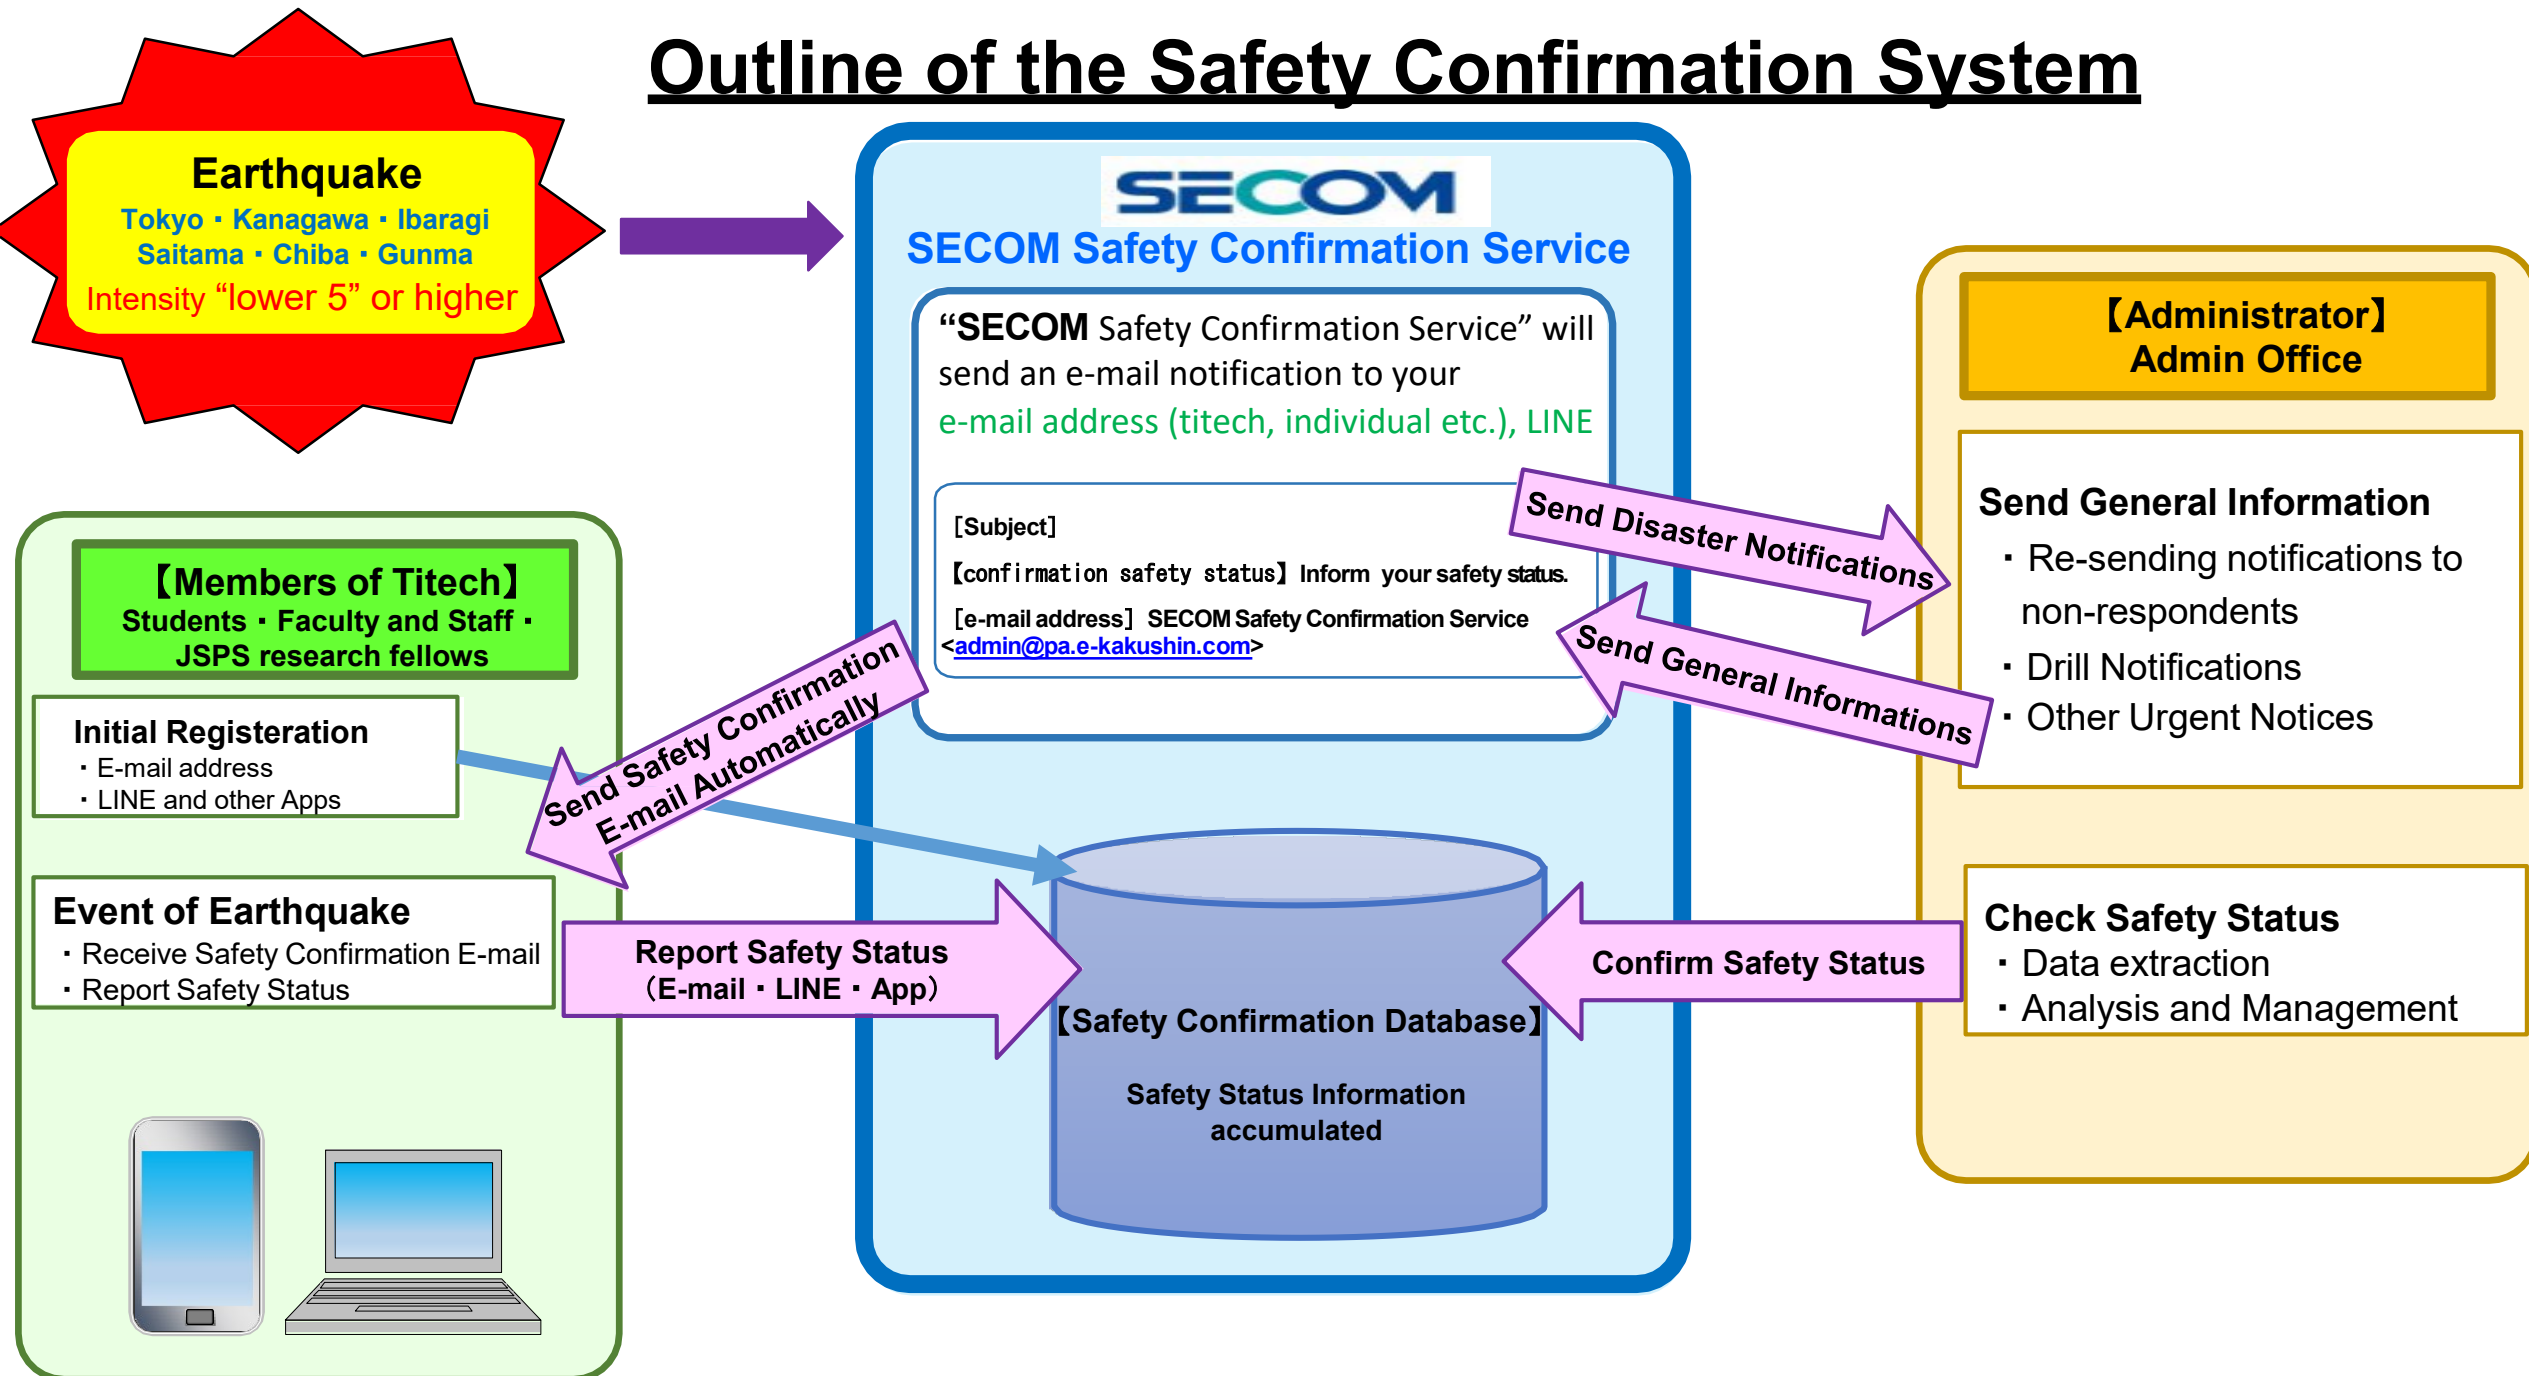 Outline of the Safety Confirmation System
Earthquake
Tokyo・Kanagawa・Ibaragi
Saitama・Chiba・Gunma
Intensity “lower 5” or higher
SECOM
SECOM Safety Confirmation Service
“SECOM Safety Confirmation Service” will
send an e-mail notification to your
e-mail address (titech, individual etc.), LINE
［Subject］
【confirmation safety status】Inform your safety status.
［e-mail address］SECOM Safety Confirmation Service
<admin@pa.e-kakushin.com>
【Administrator】
Admin Office
Send General Information
・Re-sending notifications to
non-respondents
・Drill Notifications
・Other Urgent Notices
Send Disaster Notifications
Send General Informations
【Members of Titech】
Students・Faculty and Staff・
JSPS research fellows
Initial Registeration
・E-mail address
・LINE and other Apps
Send Safety Confirmation
E-mail Automatically
Event of Earthquake
・Receive Safety Confirmation E-mail
・Report Safety Status
Report Safety Status
（E-mail・LINE・App）
【Safety Confirmation Database】
Safety Status Information
accumulated
Confirm Safety Status
Check Safety Status
・Data extraction
・Analysis and Management